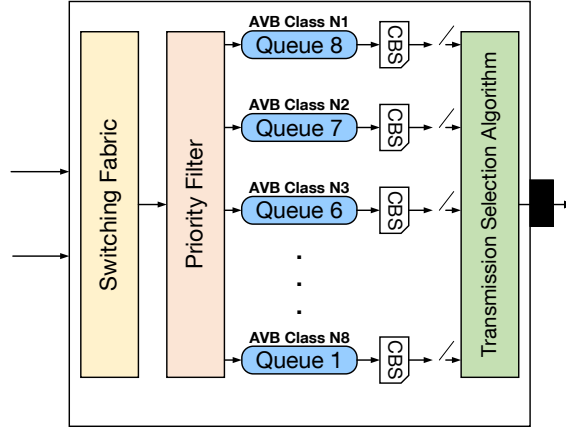 Switching Fabric
Priority Filter
AVB Class N1
Queue 8
CBS
AVB Class N2
Queue 7
CBS
AVB Class N3
Queue 6
CBS
.
.
.
AVB Class N8
Queue 1
CBS
Transmission Selection Algorithm